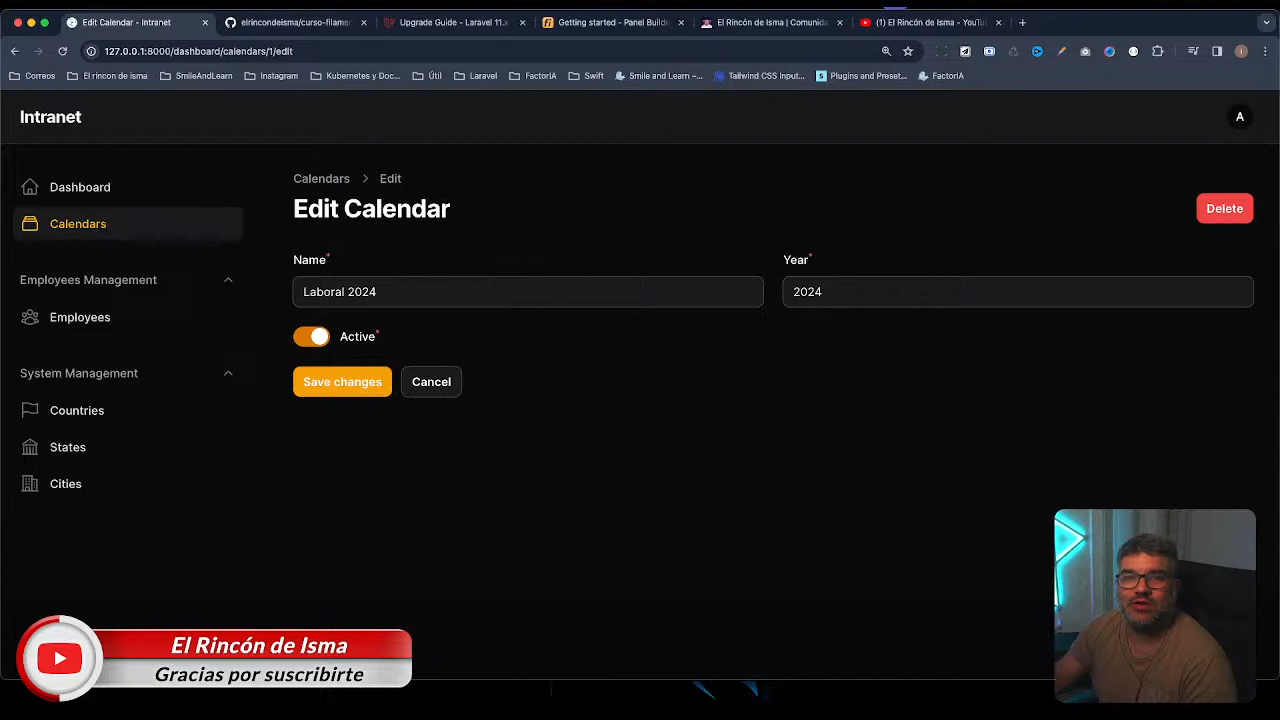 Edit Calendar - Intranet
elrincondeisma/curso-filamen
Upgrade Guide - Laravel 11.x
Getting started - Panel Builde
El Rincón de Isma | Comunida
(1) El Rincón de Isma - YouTu
127.0.0.1:8000/dashboard/calendars/1/edit
Correos
El rincon de isma
SmileAndLearn
Instagram
Kubernetes y Doc...
Útil
Laravel
FactorIA
Swift
Smile and Learn –...
Tailwind CSS Input...
Plugins and Preset...
FactorIA
Intranet
A
Dashboard
Calendars
Employees Management
Employees
System Management
Countries
States
Cities
Calendars > Edit
Edit Calendar
Delete
Name*
Year*
Laboral 2024
2024
Active*
Save changes
Cancel
El Rincón de Isma
Gracias por suscribirte